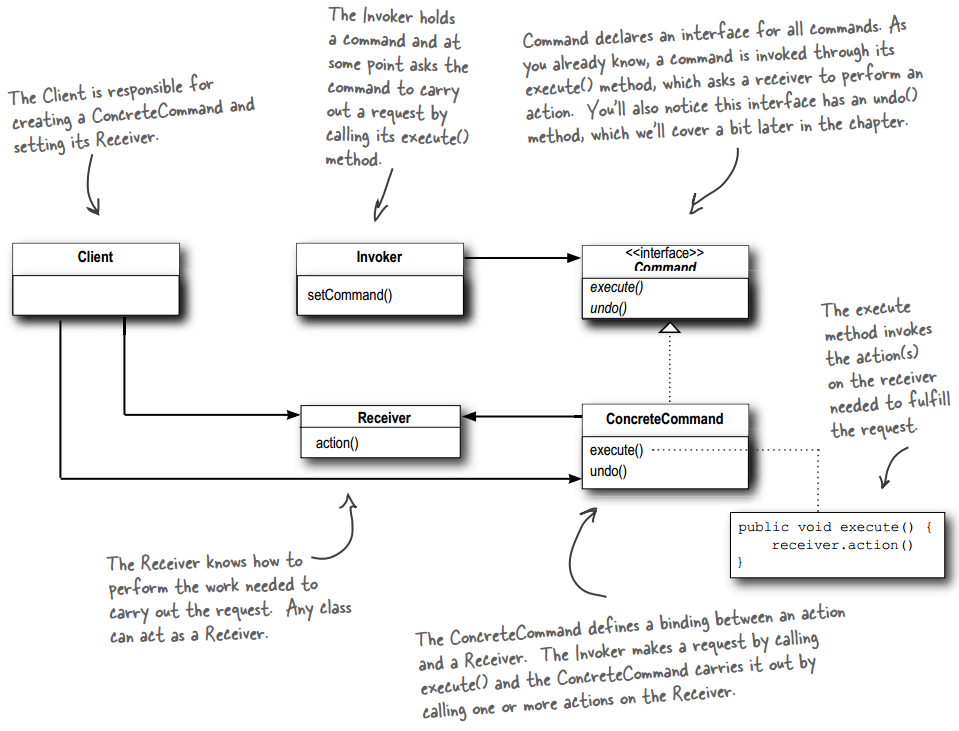 The Client is responsible for
creating a ConcreteCommand and
setting its Receiver.
The Invoker holds
a command and at
some point asks the
command to carry
out a request by
calling its execute()
method.
Command declares an interface for all commands. As
you already know, a command is invoked through its
execute() method, which asks a receiver to perform an
action. You'll also notice this interface has an undo()
method, which we'll cover a bit later in the chapter.
Client
Invoker
setCommand()
<<interface>>
Command
execute()
undo()
The execute
method invokes
the action(s)
on the receiver
needed to fulfill
the request.
Receiver
action()
ConcreteCommand
execute()
undo()
public void execute() {
receiver.action()
}
The Receiver knows how to
perform the work needed to
carry out the request. Any class
can act as a Receiver.
The ConcreteCommand defines a binding between an action
and a Receiver. The Invoker makes a request by calling
execute() and the ConcreteCommand carries it out by
calling one or more actions on the Receiver.